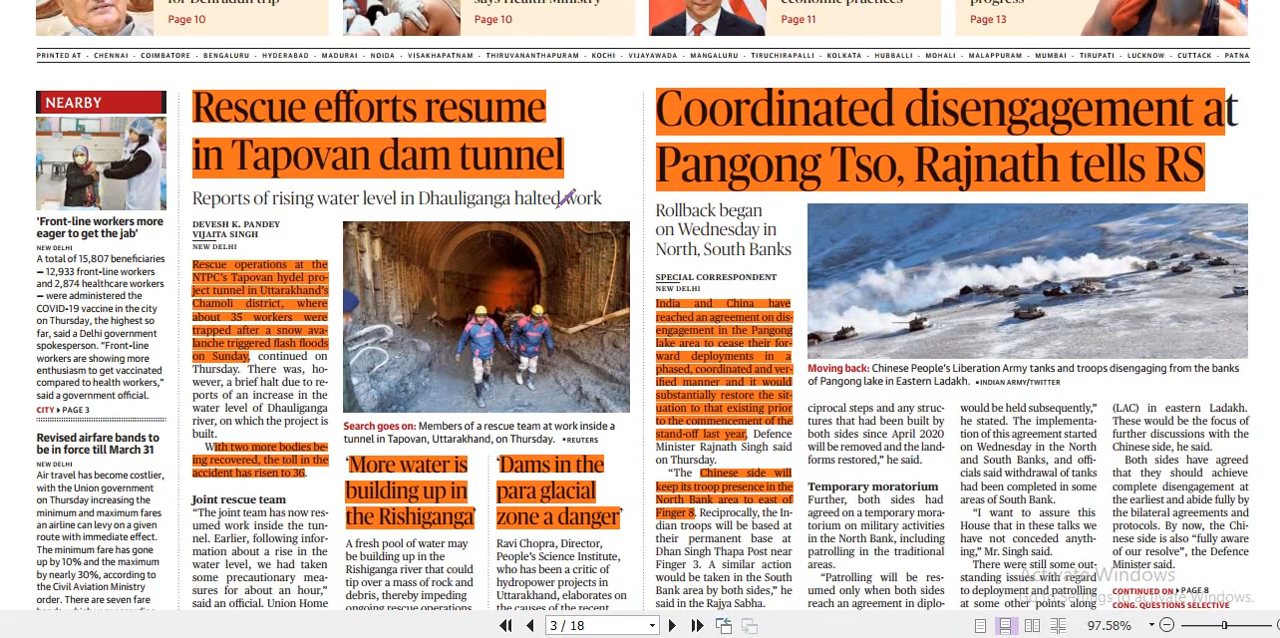 for Dehradun trip
Page 10
says Health Ministry
Page 10
economic practices
Page 11
progress
Page 13
PRINTED AT - CHENNAI - COIMBATORE - BENGALURU - HYDERABAD - MADURAI - NOIDA - VISAKHAPATNAM - THIRUVANANTHAPURAM - KOCHI - VIJAYAWADA - MANGALURU - TIRUCHIRAPALLI - KOLKATA - HUBBALLI - MOHALI - MALAPPURAM - MUMBAI - TIRUPATI - LUCKNOW - CUTTACK - PATNA
NEARBY
‘Front-line workers more
eager to get the jab’
NEW DELHI
A total of 15,807 beneficiaries
— 12,933 front-line workers
and 2,874 healthcare workers
— were administered the
COVID-19 vaccine in the city
on Thursday, the highest so
far, said a Delhi government
spokesperson. “Front-line
workers are showing more
enthusiasm to get vaccinated
compared to health workers,”
said a government official.
CITY PAGE 3
Revised airfare bands to
be in force till March 31
NEW DELHI
Air travel has become costlier,
with the Union government
on Thursday increasing the
minimum and maximum fares
an airline can levy on a given
route with immediate effect.
The minimum fare has gone
up by 10% and the maximum
by nearly 30%, according to
the Civil Aviation Ministry
order. There are seven fare
Rescue efforts resume
in Tapovan dam tunnel
Reports of rising water level in Dhauliganga halted work
DEVESH K. PANDEY
VIJAITA SINGH
NEW DELHI
Rescue operations at the
NTPC’s Tapovan hydel pro-
ject tunnel in Uttarakhand’s
Chamoli district, where
about 35 workers were
trapped after a snow ava-
lanche triggered flash floods
on Sunday, continued on
Thursday. There was, ho-
wever, a brief halt due to re-
ports of an increase in the
water level of Dhauliganga
river, on which the project is
built.
With two more bodies be-
ing recovered, the toll in the
accident has risen to 36.
Joint rescue team
“The joint team has now res-
umed work inside the tun-
nel. Earlier, following infor-
mation about a rise in the
water level, we had taken
some precautionary mea-
sures for about an hour,”
said an official. Union Home
Search goes on: Members of a rescue team at work inside a
tunnel in Tapovan, Uttarakhand, on Thursday. •REUTERS
‘More water is
building up in
the Rishiganga’
A fresh pool of water may
be building up in the
Rishiganga river that could
tip over a mass of rock and
debris, thereby impeding
ongoing rescue operations
‘Dams in the
para glacial
zone a danger’
Ravi Chopra, Director,
People’s Science Institute,
who has been a critic of
hydropower projects in
Uttarakhand, elaborates on
the causes of the recent
Coordinated disengagement at
Pangong Tso, Rajnath tells RS
Rollback began
on Wednesday in
North, South Banks
SPECIAL CORRESPONDENT
NEW DELHI
India and China have
reached an agreement on dis-
engagement in the Pangong
lake area to cease their for-
ward deployments in a
phased, coordinated and ver-
ified manner and it would
substantially restore the sit-
uation to that existing prior
to the commencement of the
stand-off last year, Defence
Minister Rajnath Singh said
on Thursday.
“The Chinese side will
keep its troop presence in the
North Bank area to east of
Finger 8. Reciprocally, the In-
dian troops will be based at
their permanent base at
Dhan Singh Thapa Post near
Finger 3. A similar action
would be taken in the South
Bank area by both sides,” he
said in the Rajya Sabha.
Moving back: Chinese People’s Liberation Army tanks and troops disengaging from the banks
of Pangong lake in Eastern Ladakh. •INDIAN ARMY/TWITTER
ciprocal steps and any struc-
tures that had been built by
both sides since April 2020
will be removed and the land-
forms restored,” he said.
Temporary moratorium
Further, both sides had
agreed on a temporary mora-
torium on military activities
in the North Bank, including
patrolling in the traditional
areas.
“Patrolling will be res-
umed only when both sides
reach an agreement in diplo-
would be held subsequently,”
he stated. The implementa-
tion of this agreement started
on Wednesday in the North
and South Banks, and offi-
cials said withdrawal of tanks
had been completed in some
areas of South Bank.
“I want to assure this
House that in these talks we
have not conceded anyth-
ing,” Mr. Singh said.
There were still some out-
standing issues with regard
to deployment and patrolling
at some other points along
(LAC) in eastern Ladakh.
These would be the focus of
further discussions with the
Chinese side, he said.
Both sides have agreed
that they should achieve
complete disengagement at
the earliest and abide fully by
the bilateral agreements and
protocols. By now, the Chi-
nese side is also “fully aware
of our resolve”, the Defence
Minister said.
CONTINUED ON PAGE 8
CONG. QUESTIONS SELECTIVE
Activate Windows
Go to Settings to activate Windows.
3 / 18
97.58%